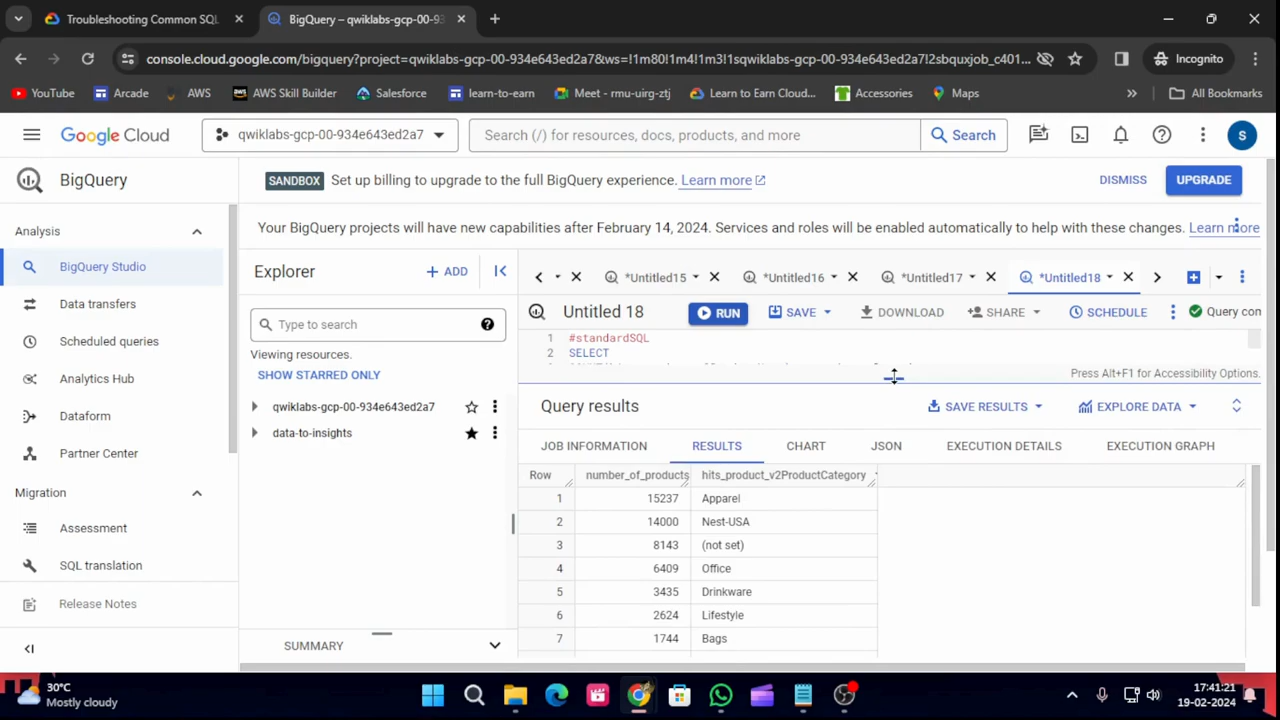 Troubleshooting Common SQL
BigQuery – qwiklabs-gcp-00-93
console.cloud.google.com/bigquery?project=qwiklabs-gcp-00-934e643ed2a7&ws=!1m80!1m4!1m3!1sqwiklabs-gcp-00-934e643ed2a7!2sbquxjob_c401...
Incognito
YouTube
Arcade
AWS
AWS Skill Builder
Salesforce
learn-to-earn
Meet - rmu-uirg-ztj
Learn to Earn Cloud...
Accessories
Maps
All Bookmarks
Google Cloud
qwiklabs-gcp-00-934e643ed2a7
Search (/) for resources, docs, products, and more
Search
S
BigQuery
SANDBOX Set up billing to upgrade to the full BigQuery experience. Learn more
DISMISS
UPGRADE
Your BigQuery projects will have new capabilities after February 14, 2024. Services and roles will be enabled automatically to help with these changes. Learn more
Analysis
BigQuery Studio
Data transfers
Scheduled queries
Analytics Hub
Dataform
Partner Center
Migration
Assessment
SQL translation
Release Notes
Explorer
+ ADD
Type to search
Viewing resources.
SHOW STARRED ONLY
qwiklabs-gcp-00-934e643ed2a7
data-to-insights
SUMMARY
*Untitled15
*Untitled16
*Untitled17
*Untitled18
Untitled 18
RUN
SAVE
DOWNLOAD
SHARE
SCHEDULE
Query com
1 #standardSQL
2 SELECT
Press Alt+F1 for Accessibility Options.
Query results
SAVE RESULTS
EXPLORE DATA
JOB INFORMATION
RESULTS
CHART
JSON
EXECUTION DETAILS
EXECUTION GRAPH
Row number_of_products hits_product_v2ProductCategory
1 15237 Apparel
2 14000 Nest-USA
3 8143 (not set)
4 6409 Office
5 3435 Drinkware
6 2624 Lifestyle
7 1744 Bags
30°C
Mostly cloudy
17:41:21
19-02-2024